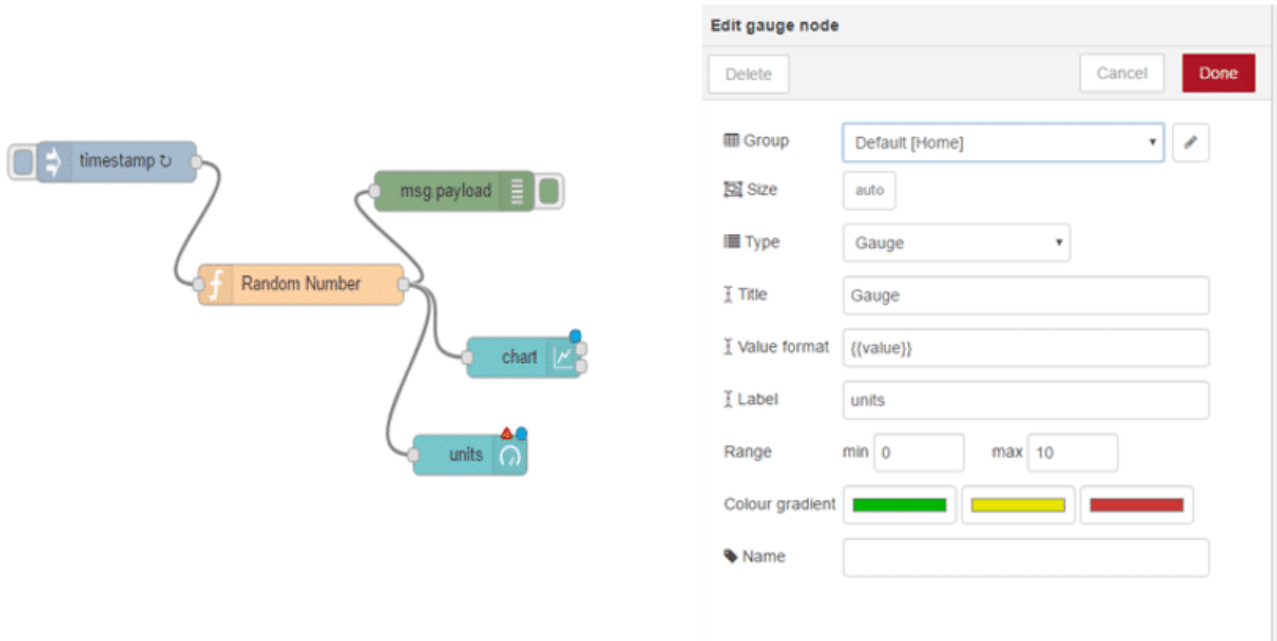 timestamp ↻
msg.payload
Random Number
chart
units
Edit gauge node
Delete
Cancel
Done
Group
Default [Home]
Size
auto
Type
Gauge
Title
Gauge
Value format
{{value}}
Label
units
Range
min 0
max 10
Colour gradient
Name